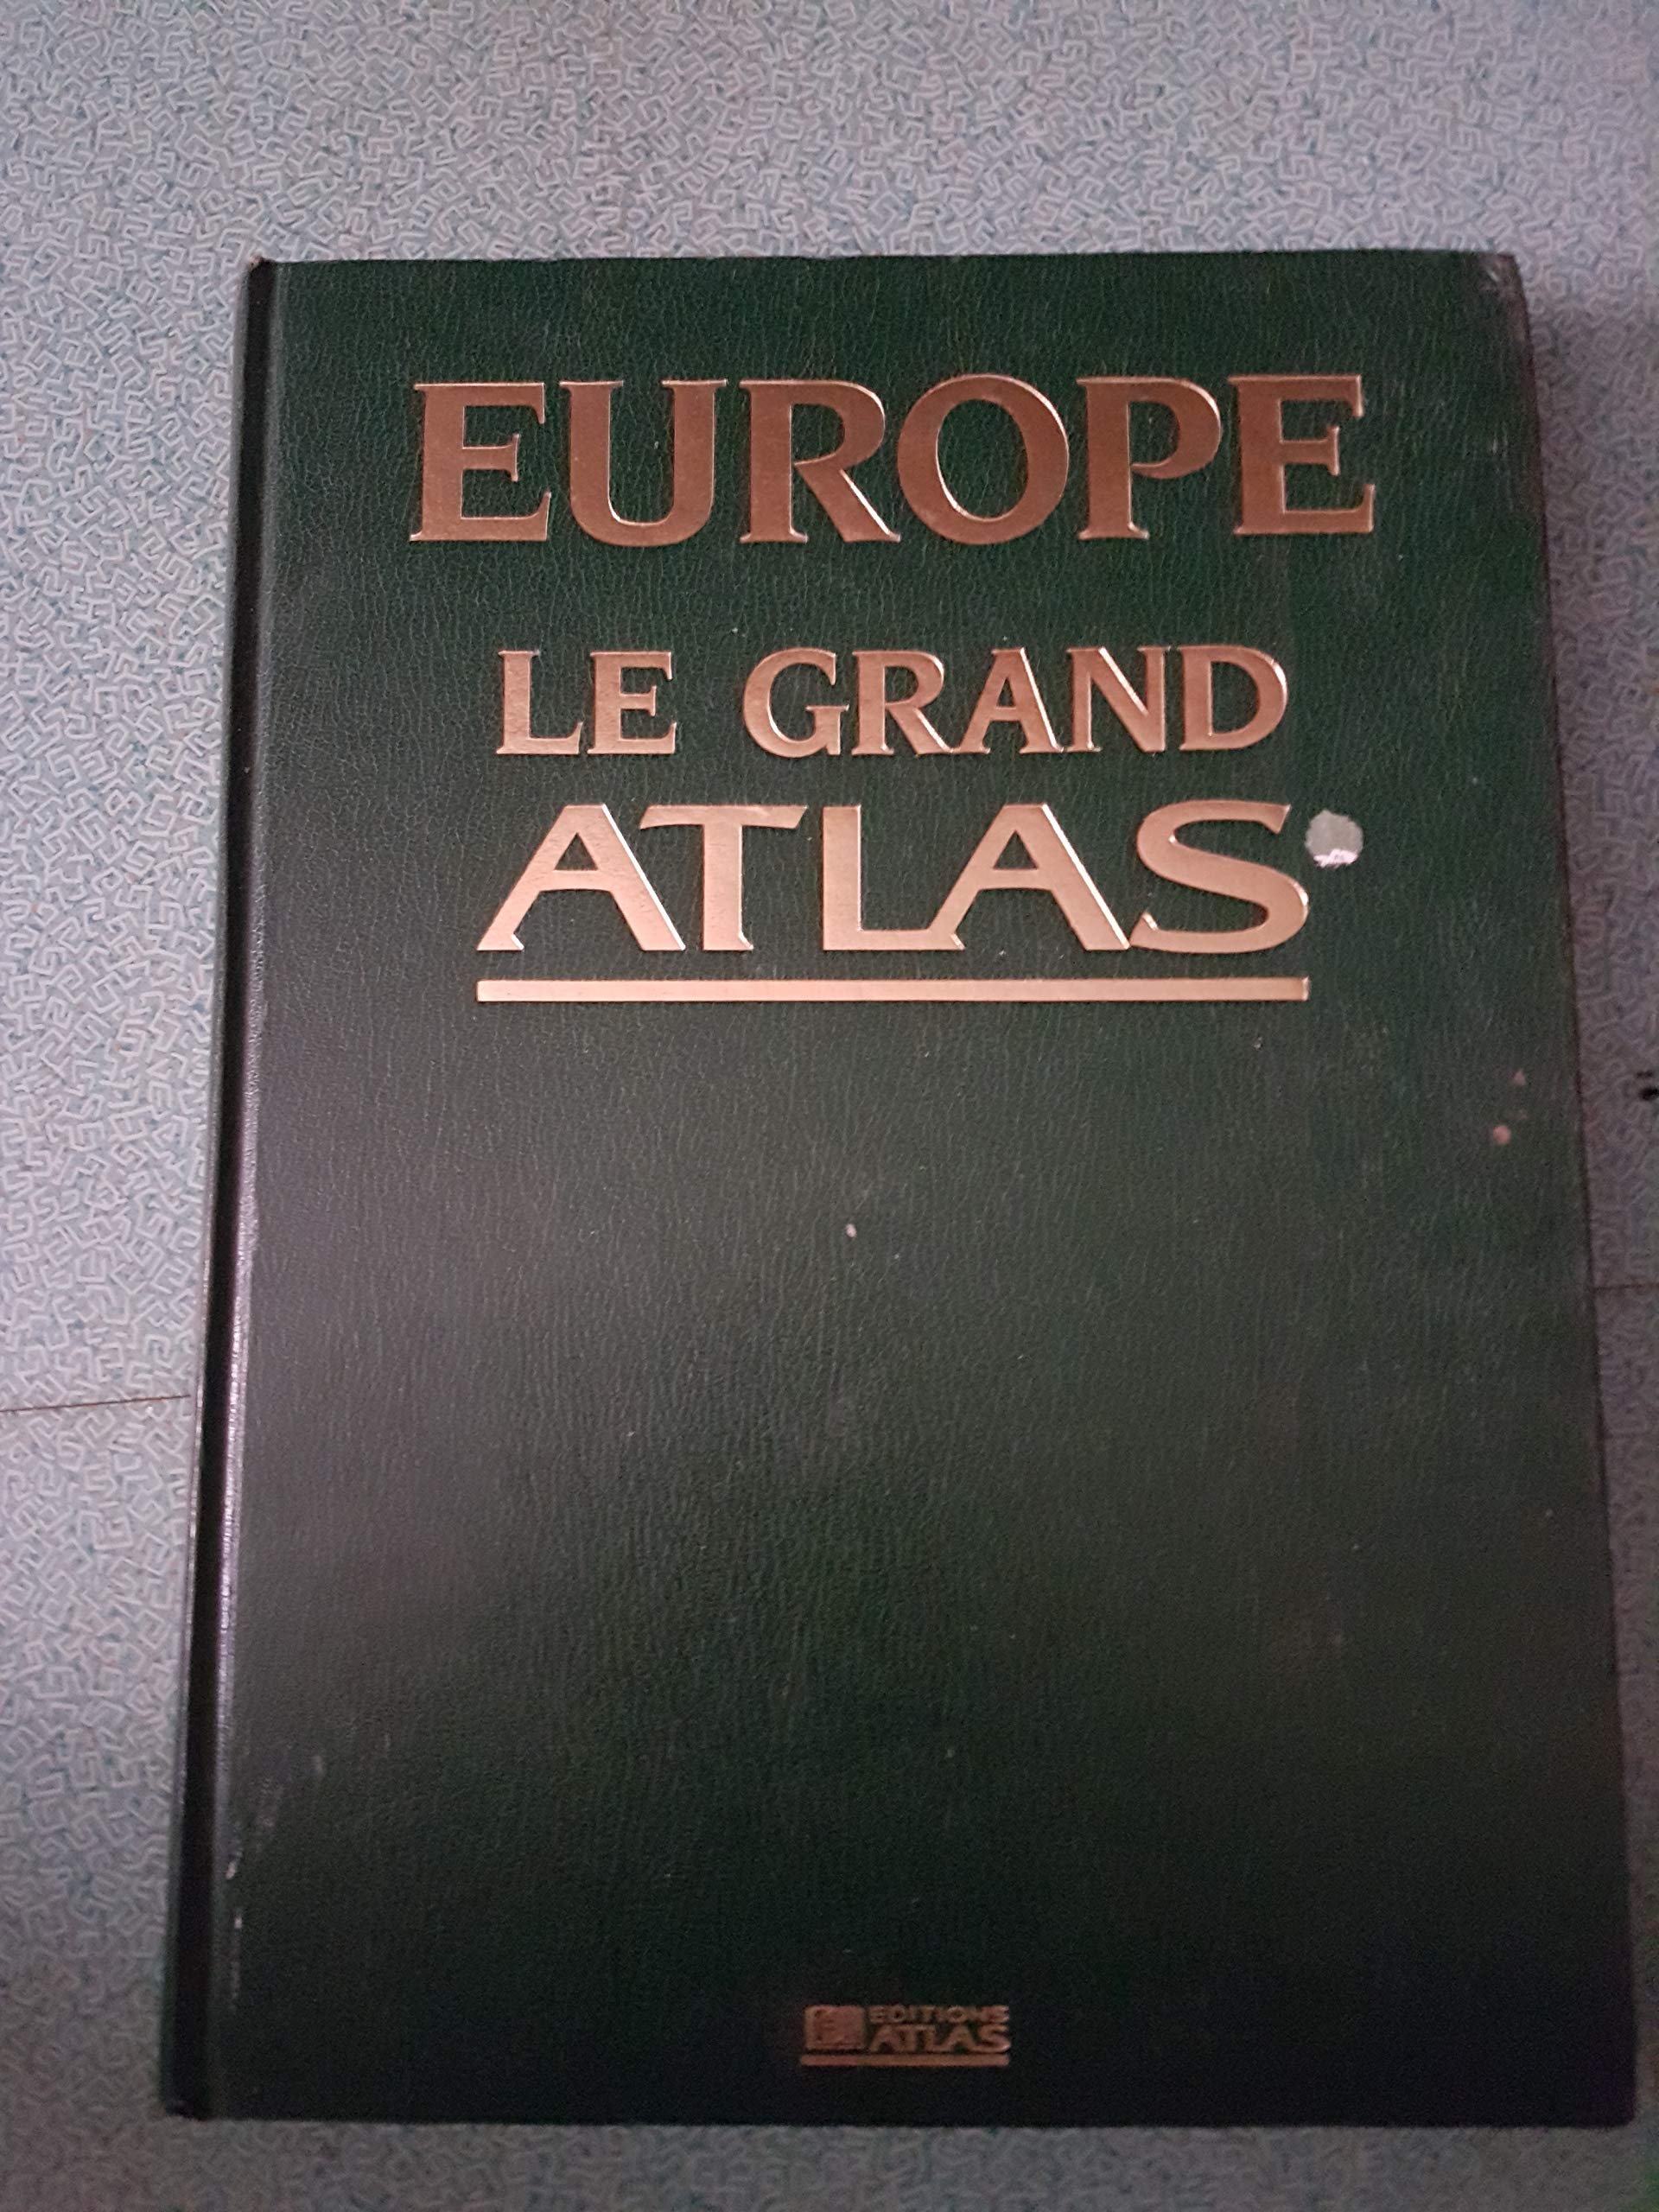 EUROPE
LE GRAND
ATLAS
EDITIONS
ATLAS